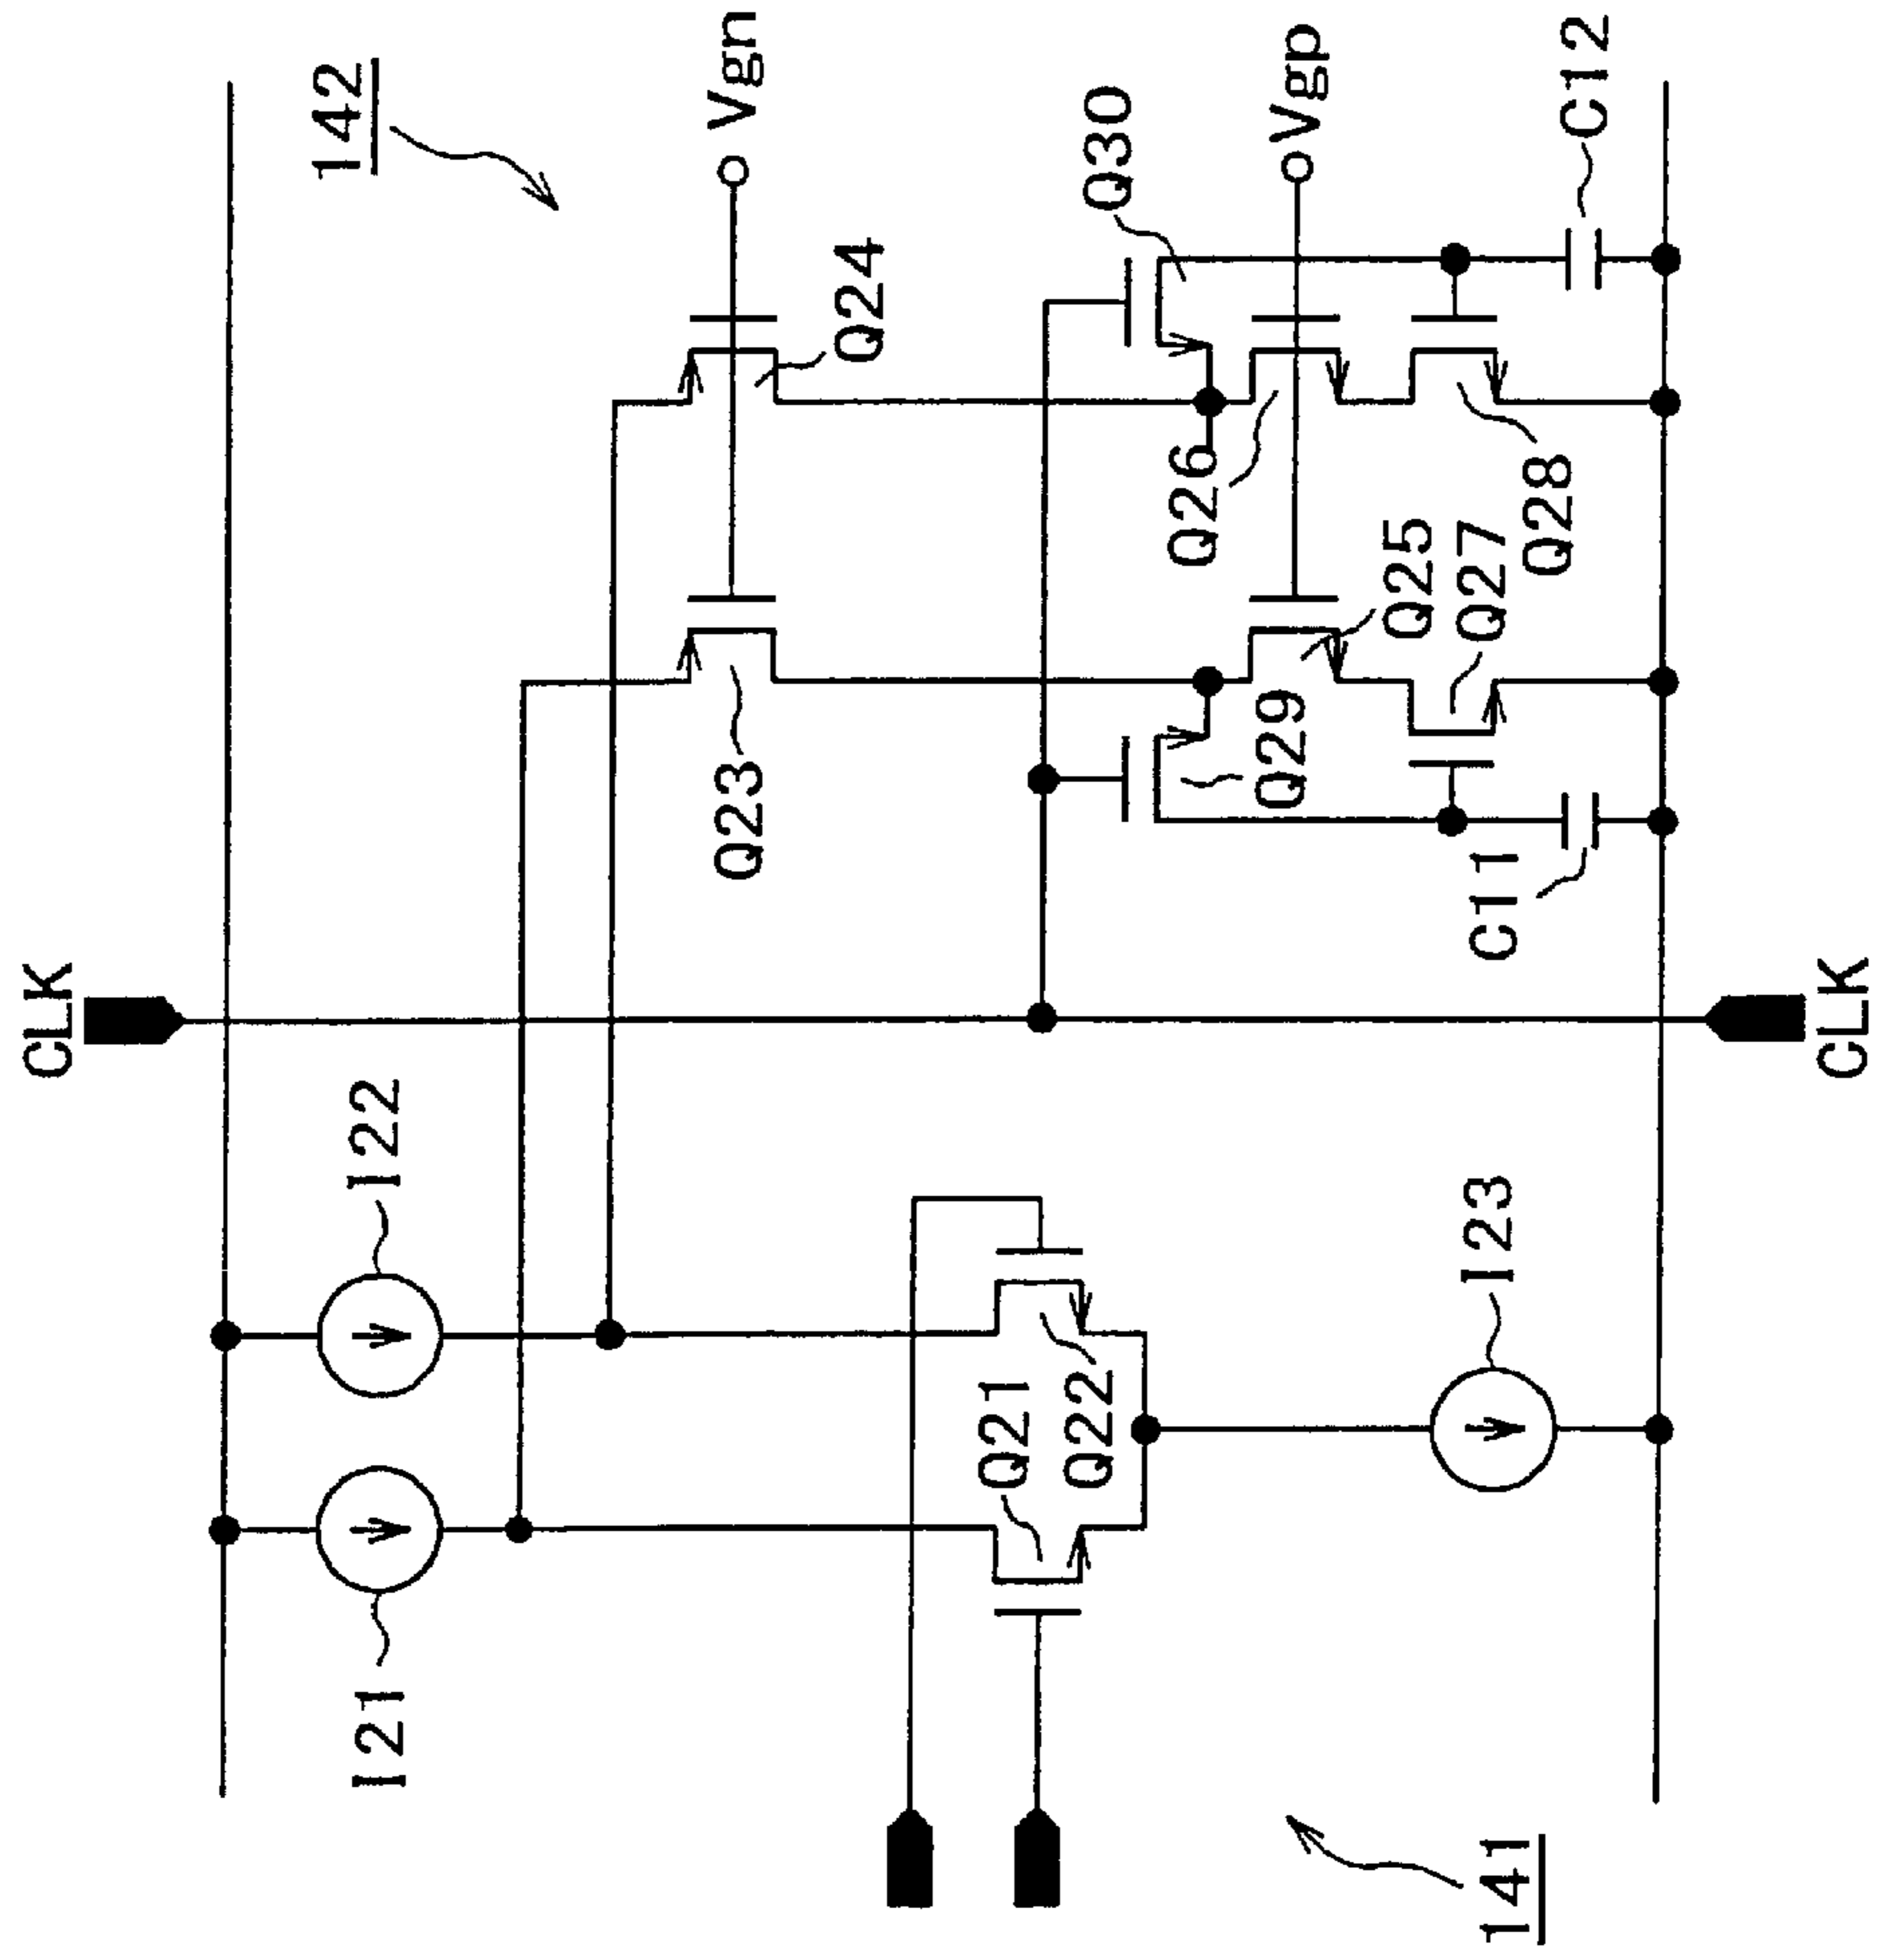 CLK
142
Vgn
I22
I21
Q24
Q23
Q30
Vgp
C12
Q26
Q25
Q27
Q28
Q29
C11
Q21
Q22
I23
141
CLK